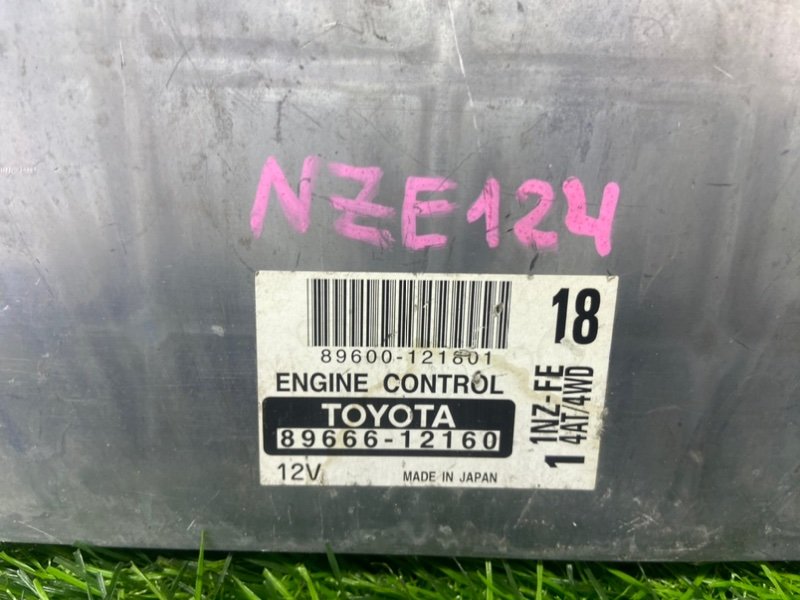 NZE124
89600-121801
18
ENGINE CONTROL
TOYOTA
89666-12160
12V
MADE IN JAPAN
1NZ-FE
1 4AT/4WD